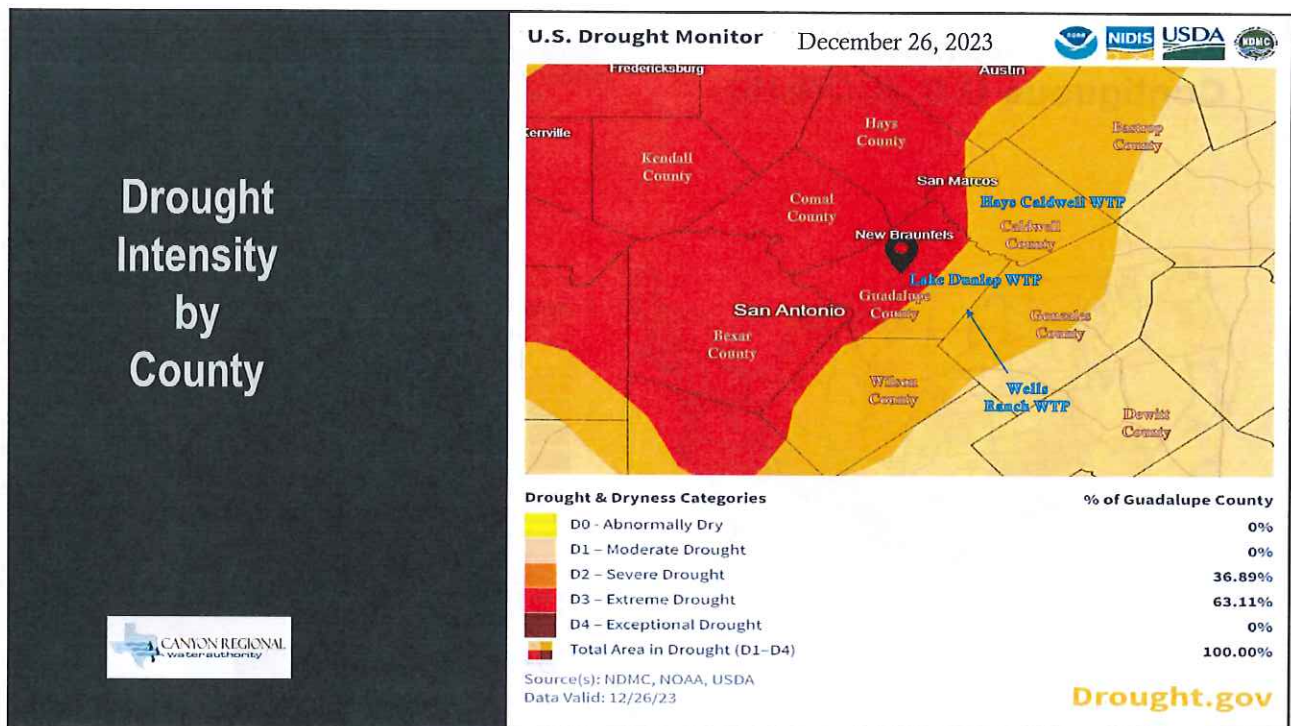 Drought
Intensity
by
County
CANYON REGIONAL
water authority
U.S. Drought Monitor
December 26, 2023
NOAA
NIDIS
USDA
NDMC
Fredericksburg
Austin
Kerrville
Hays
County
Bastrop
County
Kendall
County
San Marcos
Comal
County
Hays Caldwell WTP
Caldwell
County
New Braunfels
Lake Dunlap WTP
Guadalupe
County
San Antonio
Gonzales
County
Bexar
County
Wilson
County
Wells
Ranch WTP
Dewitt
County
Drought & Dryness Categories
% of Guadalupe County
D0 - Abnormally Dry
0%
D1 – Moderate Drought
0%
D2 – Severe Drought
36.89%
D3 – Extreme Drought
63.11%
D4 – Exceptional Drought
0%
Total Area in Drought (D1–D4)
100.00%
Source(s): NDMC, NOAA, USDA
Data Valid: 12/26/23
Drought.gov